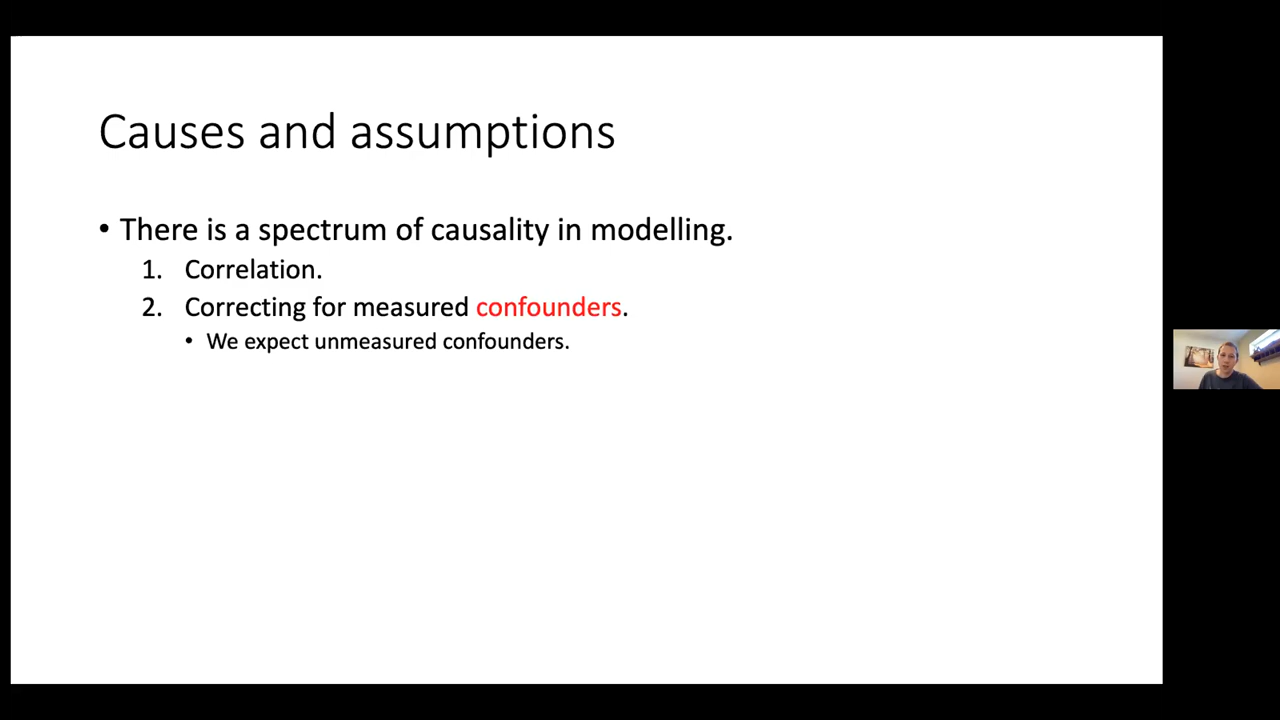 Causes and assumptions
• There is a spectrum of causality in modelling.
1. Correlation.
2. Correcting for measured confounders.
• We expect unmeasured confounders.